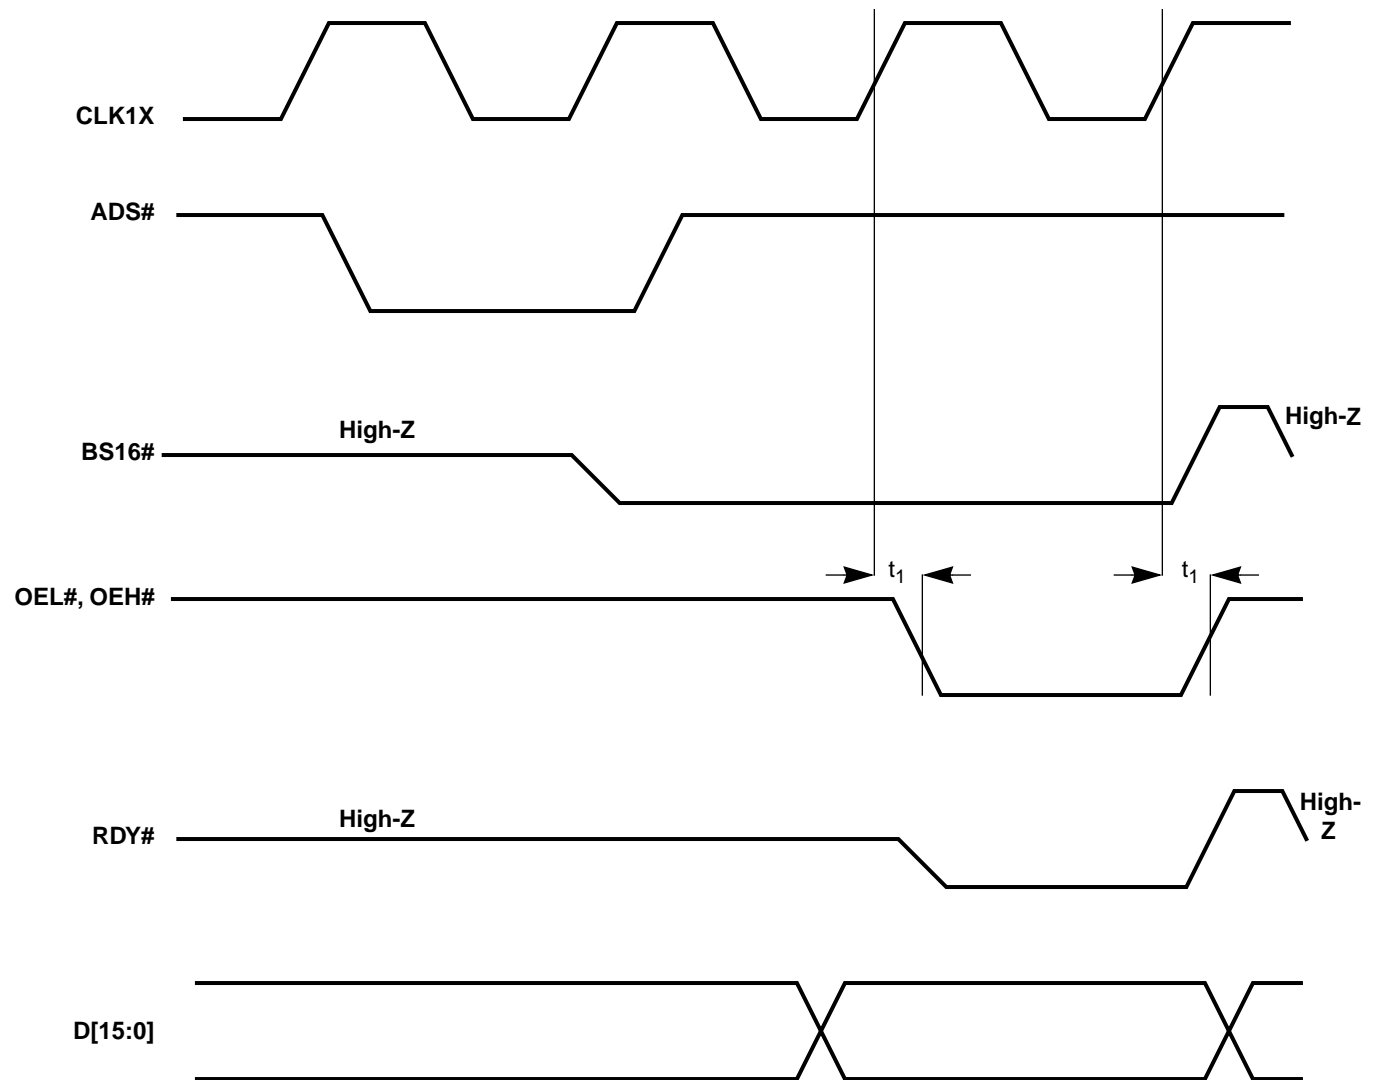 CLK1X
ADS#
High-Z
High-Z
BS16#
t1
t1
OEL#, OEH#
High-
Z
High-Z
RDY#
D[15:0]